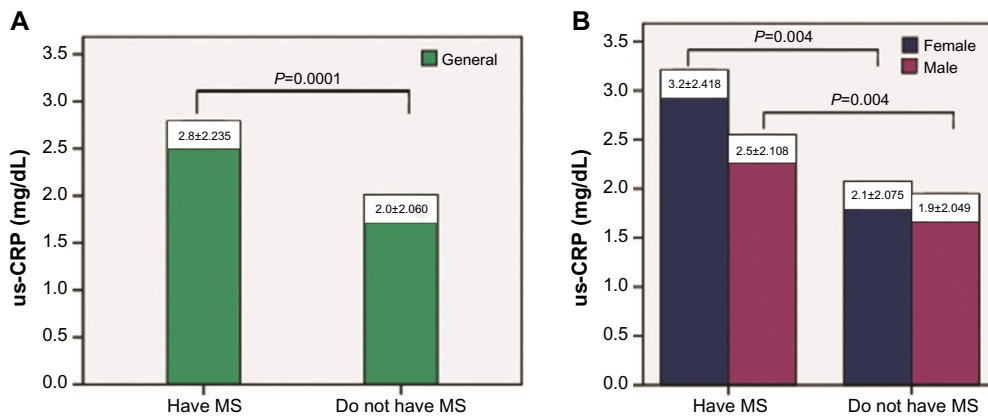 A
us-CRP (mg/dL)
3.5
3.0
2.5
2.0
1.5
1.0
0.5
0.0
General
P=0.0001
2.8±2.235
2.0±2.060
Have MS
Do not have MS
B
us-CRP (mg/dL)
3.5
3.0
2.5
2.0
1.5
1.0
0.5
0.0
Female
Male
P=0.004
P=0.004
3.2±2.418
2.5±2.108
2.1±2.075
1.9±2.049
Have MS
Do not have MS